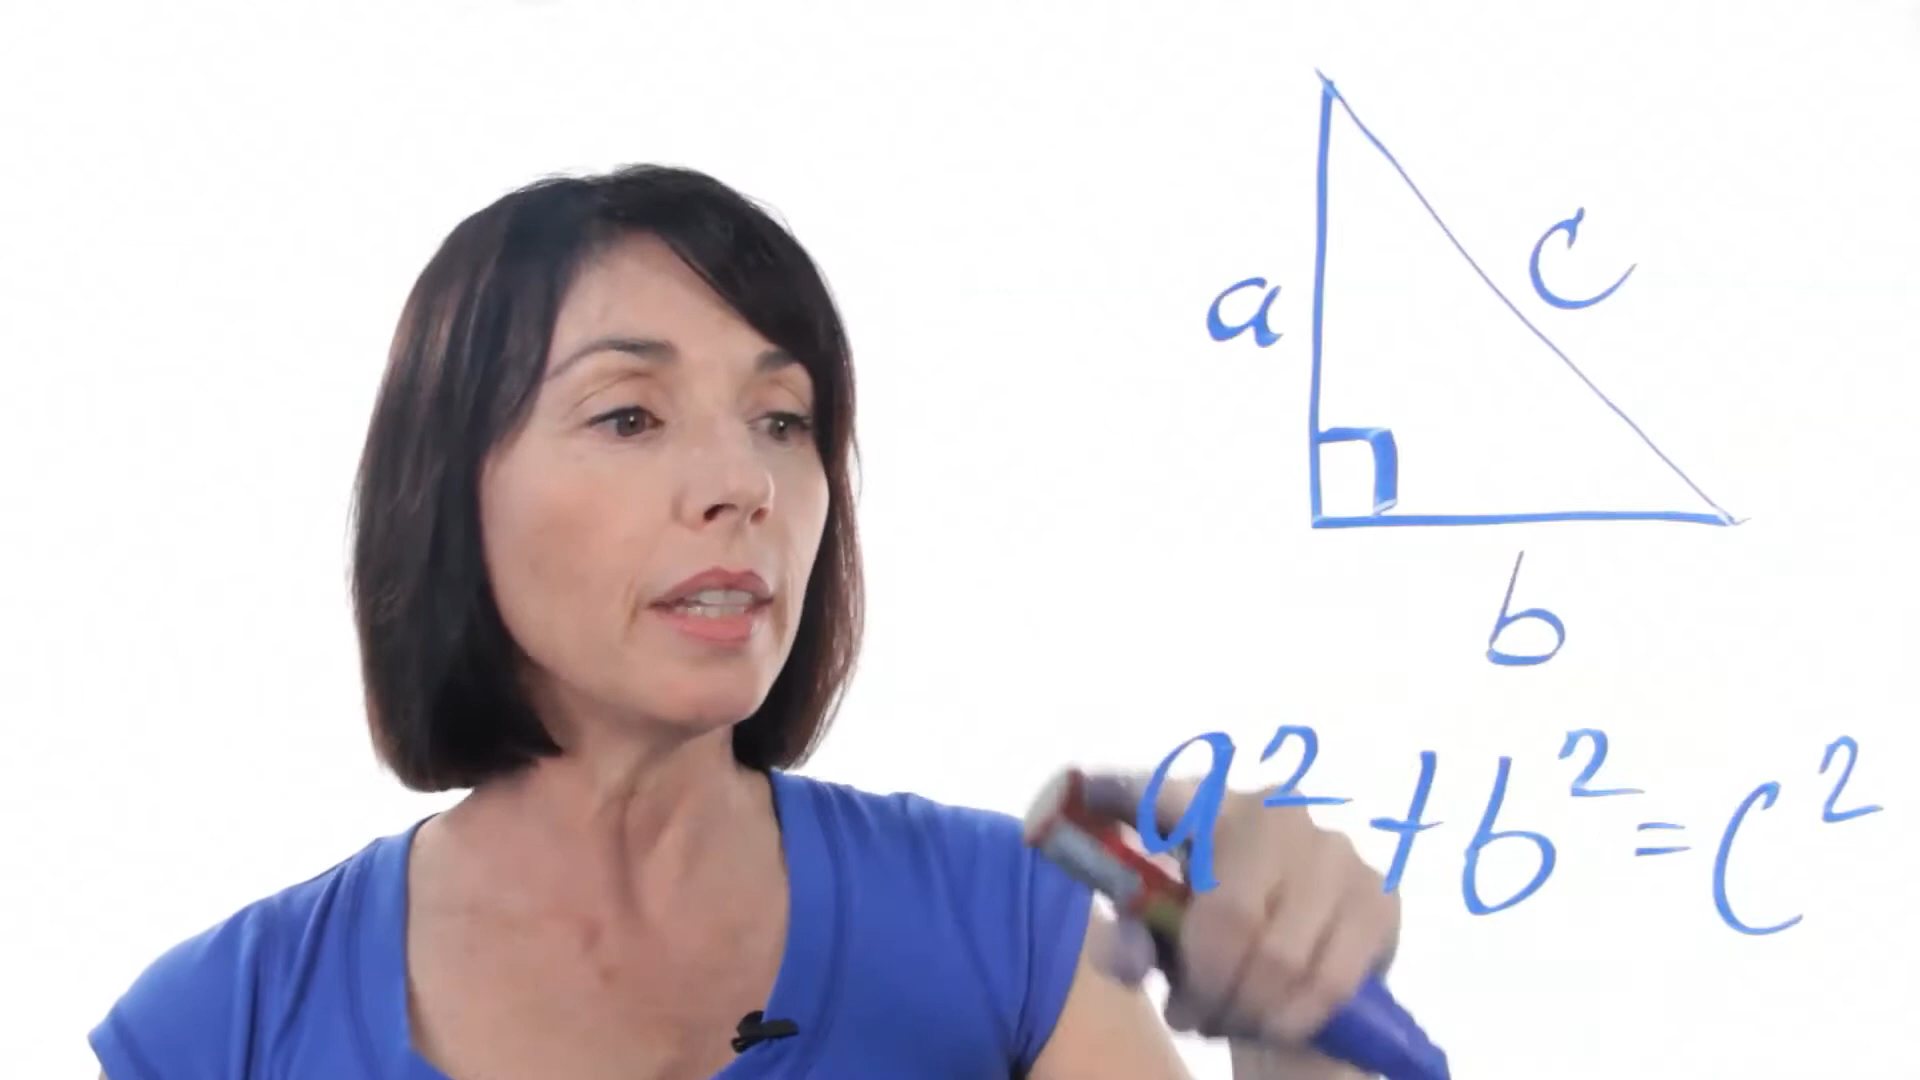 a
c
b
a² + b² = c²